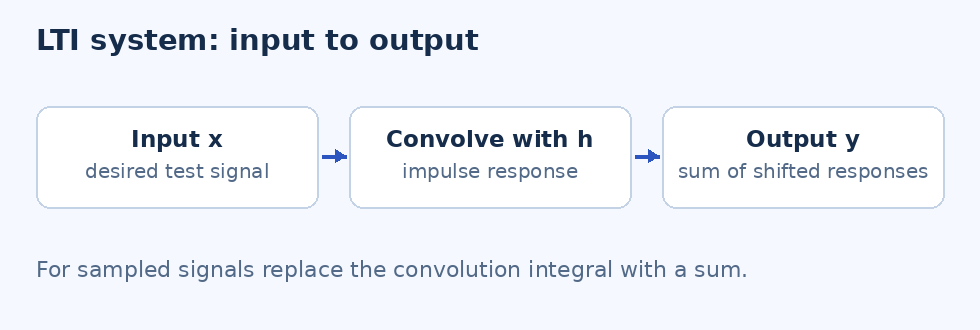 LTI system: input to output
Input x
desired test signal
Convolve with h
impulse response
Output y
sum of shifted responses
For sampled signals replace the convolution integral with a sum.